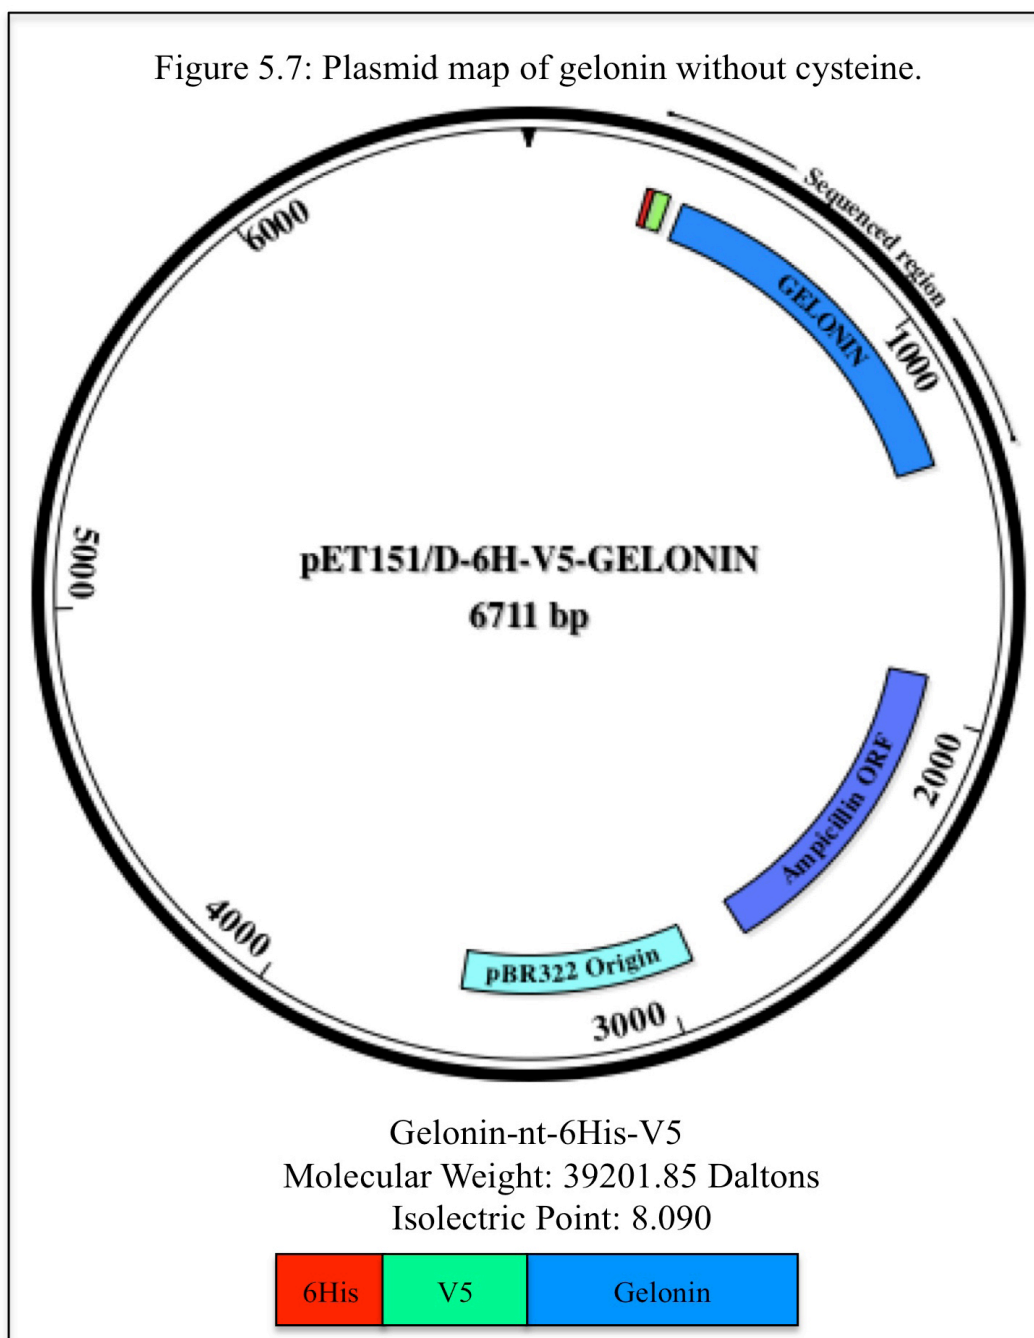 Figure 5.7: Plasmid map of gelonin without cysteine.
Sequenced region
6000
GELONIN
1000
5000
pET151/D-6H-V5-GELONIN
6711 bp
2000
Ampicillin ORF
4000
pBR322 Origin
3000
Gelonin-nt-6His-V5
Molecular Weight: 39201.85 Daltons
Isolectric Point: 8.090
6His V5 Gelonin